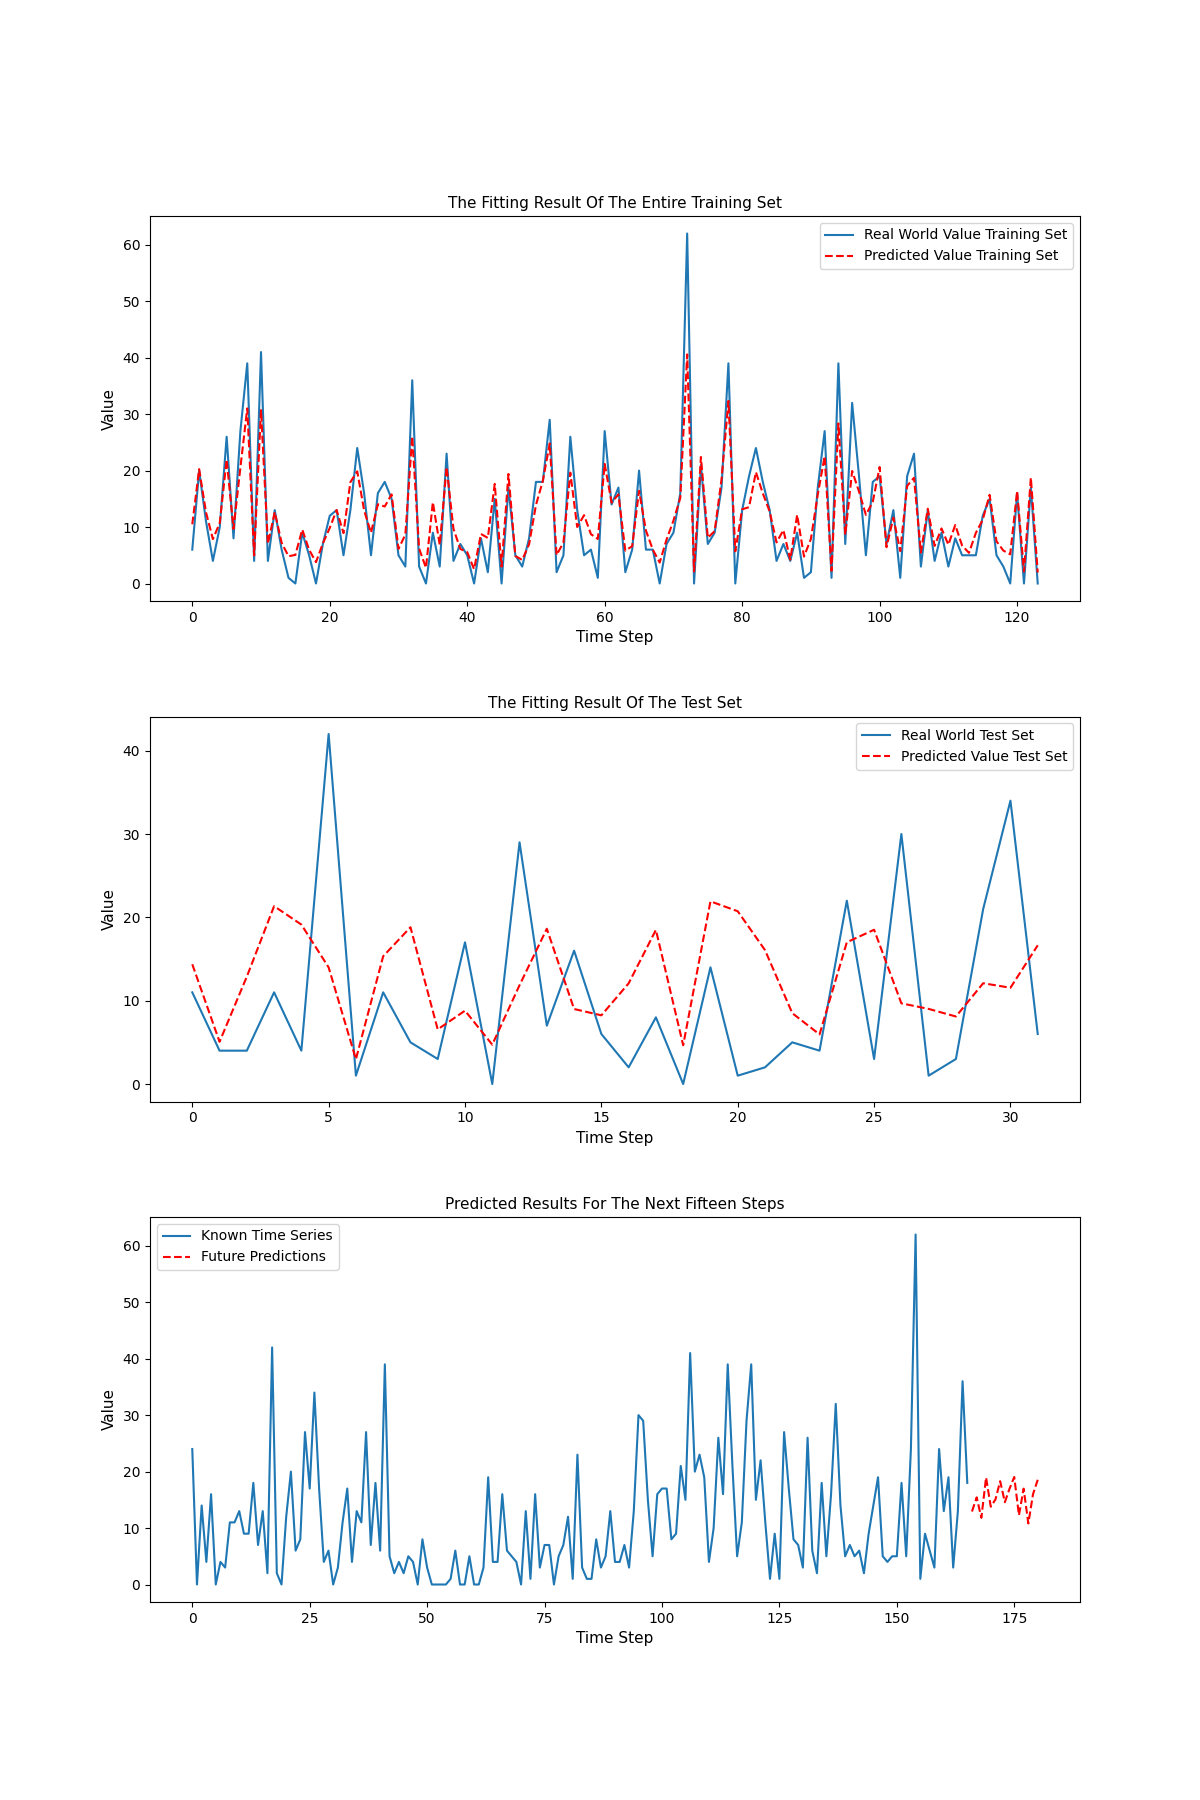 The Fitting Result Of The Entire Training Set
Real World Value Training Set
Predicted Value Training Set
Value
60
50
40
30
20
10
0
0 20 40 60 80 100 120
Time Step
The Fitting Result Of The Test Set
Real World Test Set
Predicted Value Test Set
Value
40
30
20
10
0
0 5 10 15 20 25 30
Time Step
Predicted Results For The Next Fifteen Steps
Known Time Series
Future Predictions
Value
60
50
40
30
20
10
0
0 25 50 75 100 125 150 175
Time Step